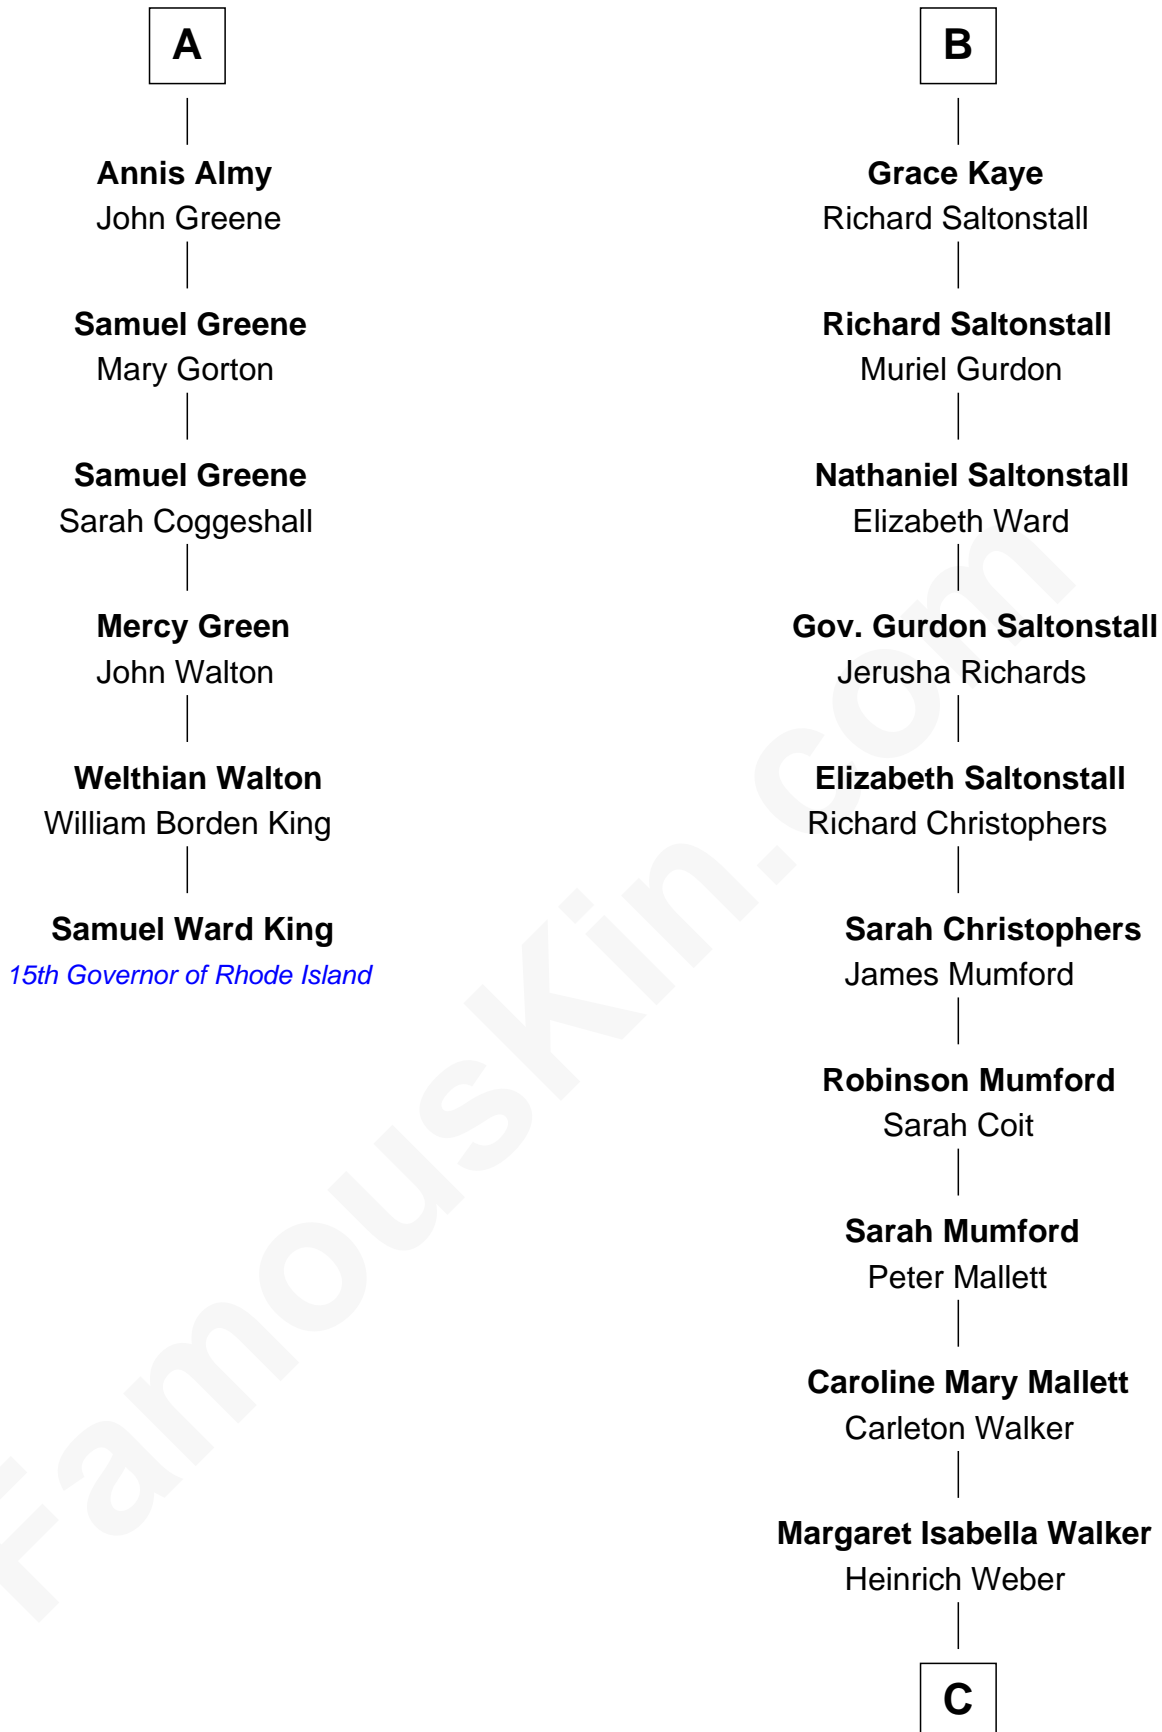 A
Annis Almy
John Greene
Samuel Greene
Mary Gorton
Samuel Greene
Sarah Coggeshall
Mercy Green
John Walton
Welthian Walton
William Borden King
Samuel Ward King
15th Governor of Rhode Island
B
Grace Kaye
Richard Saltonstall
Richard Saltonstall
Muriel Gurdon
Nathaniel Saltonstall
Elizabeth Ward
Gov. Gurdon Saltonstall
Jerusha Richards
Elizabeth Saltonstall
Richard Christophers
Sarah Christophers
James Mumford
Robinson Mumford
Sarah Coit
Sarah Mumford
Peter Mallett
Caroline Mary Mallett
Carleton Walker
Margaret Isabella Walker
Heinrich Weber
C
FamousKin.com